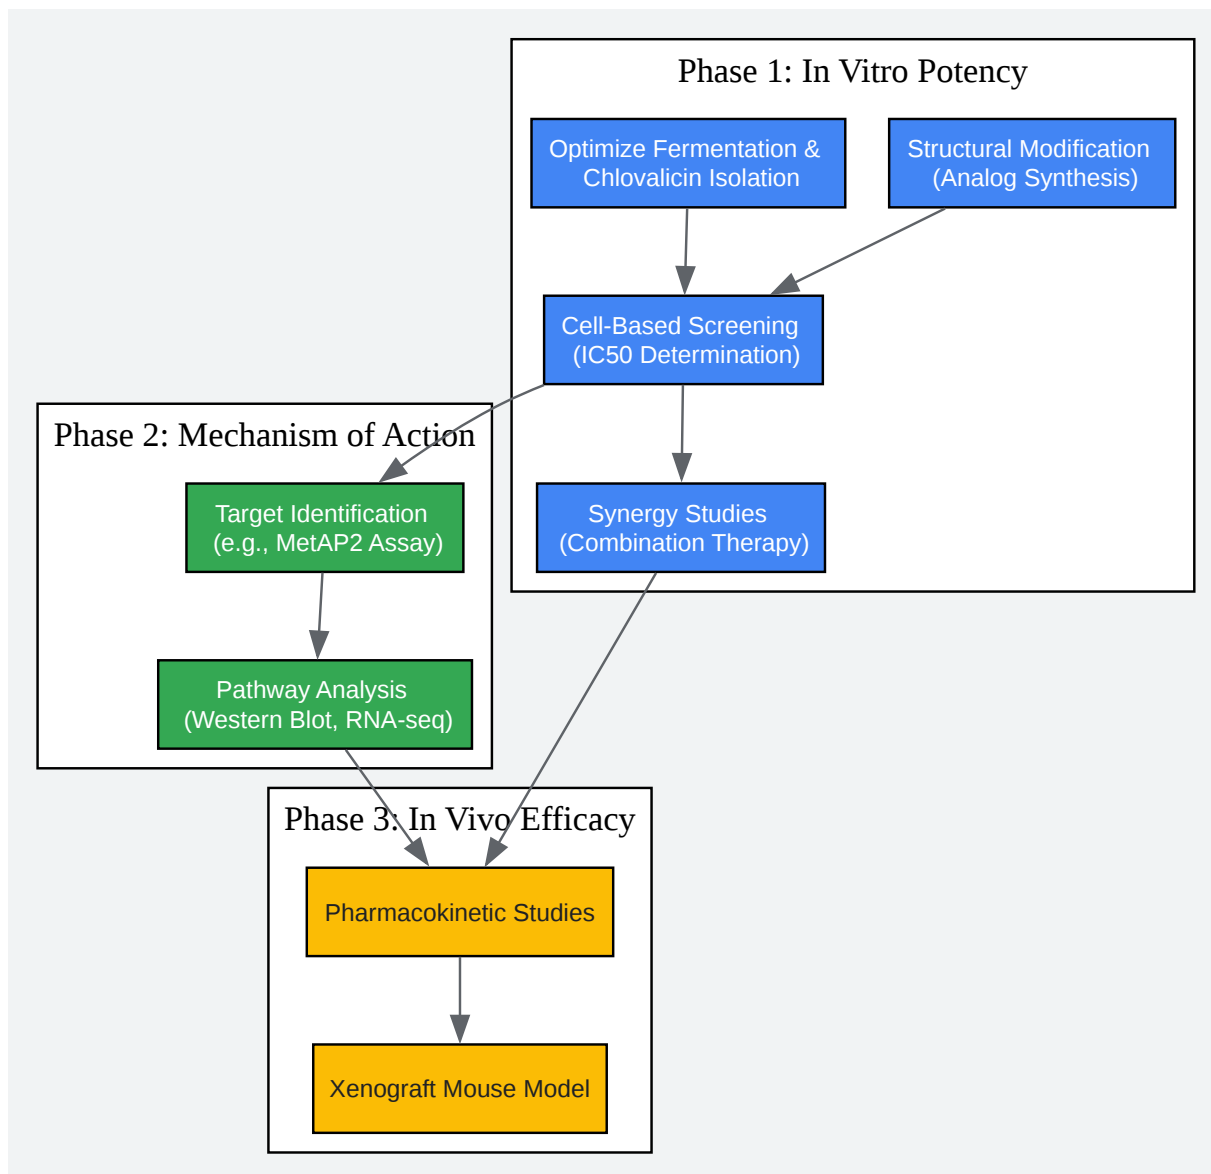 Phase 1: In Vitro Potency
Optimize Fermentation &
Chlovalicin Isolation
Structural Modification
(Analog Synthesis)
Cell-Based Screening
(IC50 Determination)
Phase 2: Mechanism of Action
Target Identification
(e.g., MetAP2 Assay)
Synergy Studies
(Combination Therapy)
Pathway Analysis
(Western Blot, RNA-seq)
Phase 3: In Vivo Efficacy
Pharmacokinetic Studies
Xenograft Mouse Model